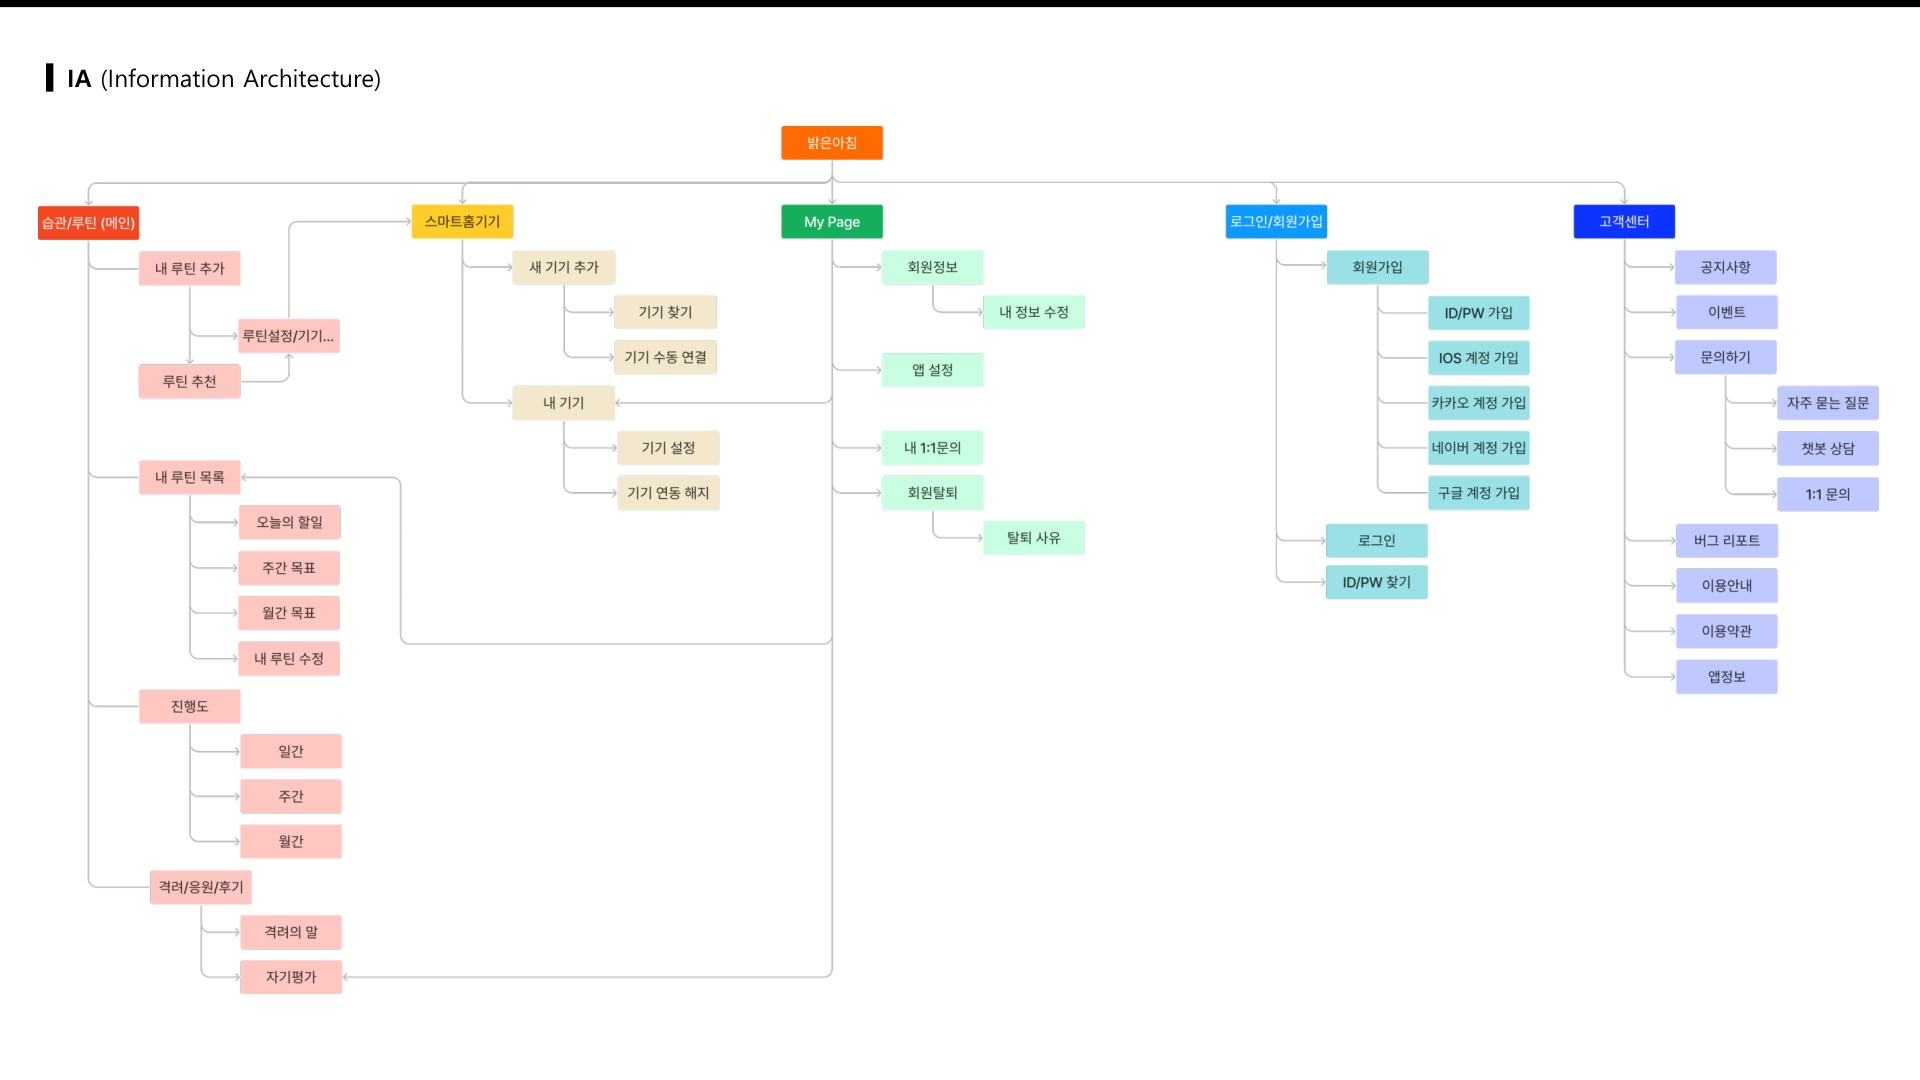 IA (Information Architecture)
밝은아침
습관/루틴 (메인)
내 루틴 추가
루틴설정/기기...
루틴 추천
내 루틴 목록
오늘의 할일
주간 목표
월간 목표
내 루틴 수정
진행도
일간
주간
월간
격려/응원/후기
격려의 말
자기평가
스마트홈기기
새 기기 추가
기기 찾기
기기 수동 연결
내 기기
기기 설정
기기 연동 해지
My Page
회원정보
내 정보 수정
앱 설정
내 1:1문의
회원탈퇴
탈퇴 사유
로그인/회원가입
회원가입
ID/PW 가입
IOS 계정 가입
카카오 계정 가입
네이버 계정 가입
구글 계정 가입
로그인
ID/PW 찾기
고객센터
공지사항
이벤트
문의하기
자주 묻는 질문
챗봇 상담
1:1 문의
버그 리포트
이용안내
이용약관
앱정보